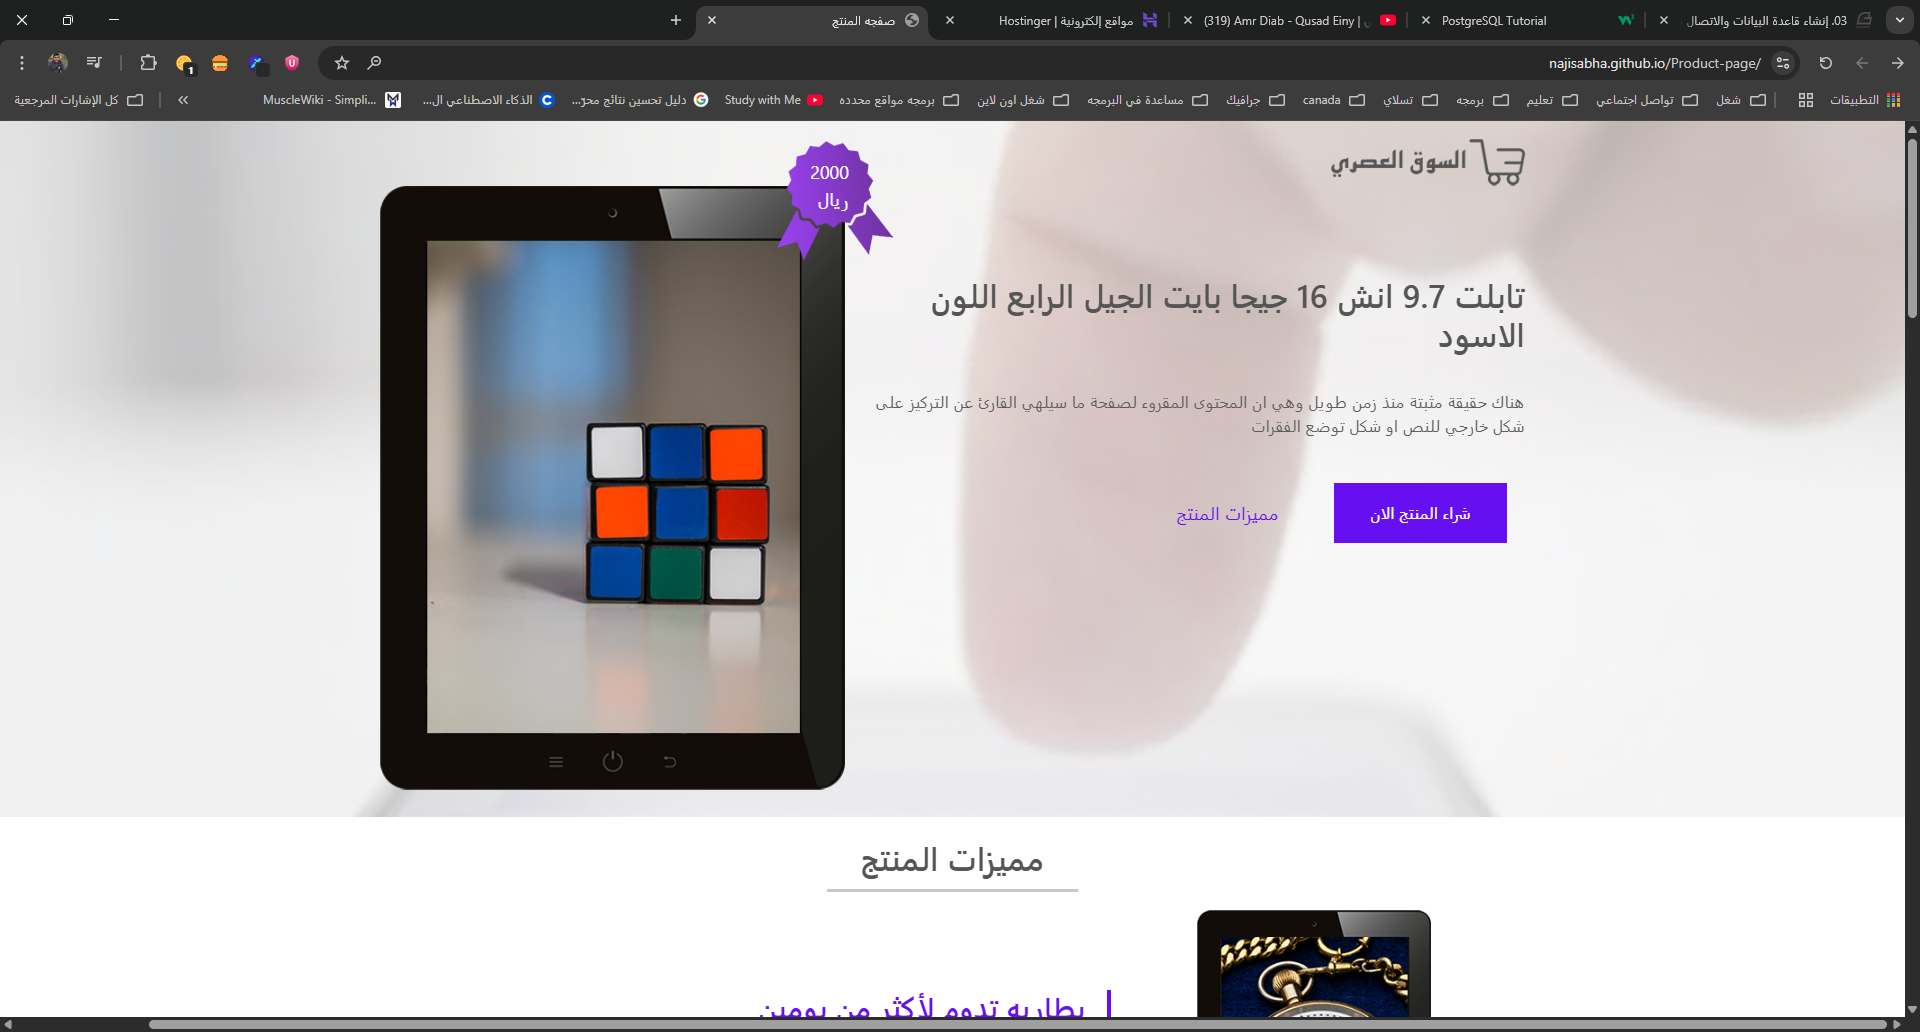 03. إنشاء قاعدة البيانات والاتصال
PostgreSQL Tutorial
(319) Amr Diab - Qusad Einy |
Hostinger | مواقع إلكترونية
صفحه المنتج
najisabha.github.io/Product-page/
1
التطبيقات
شغل
تواصل اجتماعي
تعليم
برمجه
تسلاي
canada
جرافيك
مساعدة في البرمجه
شغل اون لاين
برمجه مواقع محدده
Study with Me
دليل تحسين نتائج محرّ...
الذكاء الاصطناعي ال...
MuscleWiki - Simpli...
كل الإشارات المرجعية
السوق العصري
2000
ريال
تابلت 9.7 انش 16 جيجا بايت الجيل الرابع اللون
الاسود
هناك حقيقة مثبتة منذ زمن طويل وهي ان المحتوى المقروء لصفحة ما سيلهي القارئ عن التركيز على
شكل خارجي للنص او شكل توضع الفقرات
شراء المنتج الان
مميزات المنتج
مميزات المنتج
بطاريه تدوم لأكثر من يومين